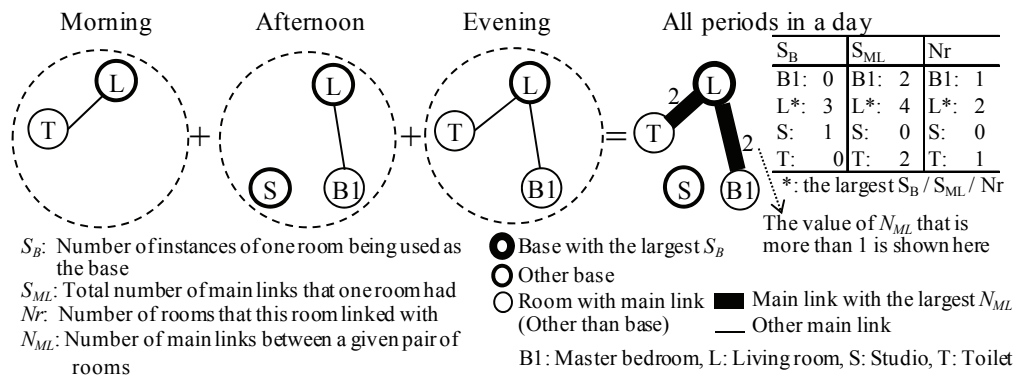 Morning
Afternoon
Evening
All periods in a day
L
T
+
L
S
B1
+
L
T
B1
=
L
2
T
2
S
B1
S_B S_ML Nr
B1: 0 B1: 2 B1: 1
L*: 3 L*: 4 L*: 2
S: 1 S: 0 S: 0
T: 0 T: 2 T: 1
*: the largest S_B / S_ML / Nr
The value of N_ML that is
more than 1 is shown here
S_B: Number of instances of one room being used as
the base
S_ML: Total number of main links that one room had
Nr: Number of rooms that this room linked with
N_ML: Number of main links between a given pair of
rooms
Base with the largest S_B
Other base
Room with main link
(Other than base)
Main link with the largest N_ML
Other main link
B1: Master bedroom, L: Living room, S: Studio, T: Toilet